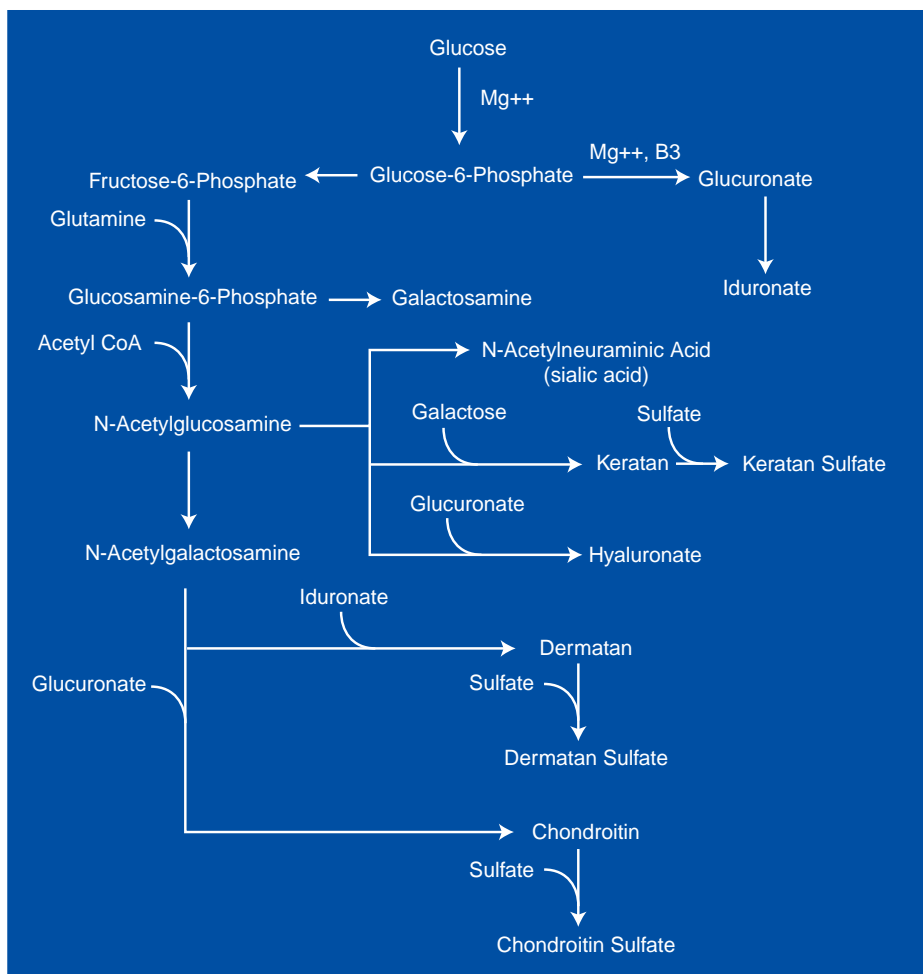 Glucose
Mg++
Mg++, B3
Fructose-6-Phosphate
Glucose-6-Phosphate
Glucuronate
Glutamine
Iduronate
Glucosamine-6-Phosphate
Galactosamine
Acetyl CoA
N-Acetylneuraminic Acid
(sialic acid)
Galactose
Sulfate
N-Acetylglucosamine
Keratan
Keratan Sulfate
Glucuronate
N-Acetylgalactosamine
Hyaluronate
Iduronate
Dermatan
Glucuronate
Sulfate
Dermatan Sulfate
Chondroitin
Sulfate
Chondroitin Sulfate